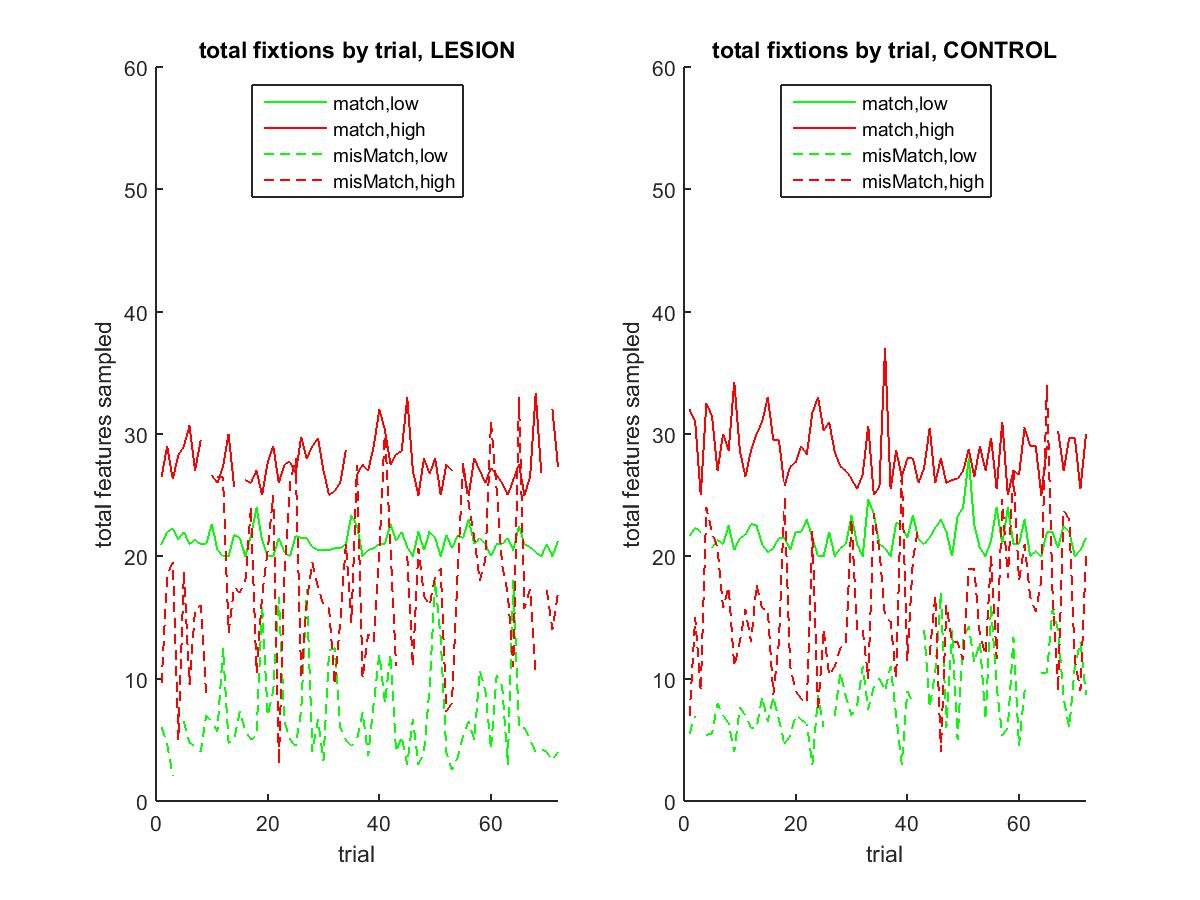 total fixtions by trial, LESION
match,low
match,high
misMatch,low
misMatch,high
60
50
40
30
20
10
0
total features sampled
0 20 40 60
trial
total fixtions by trial, CONTROL
match,low
match,high
misMatch,low
misMatch,high
60
50
40
30
20
10
0
total features sampled
0 20 40 60
trial